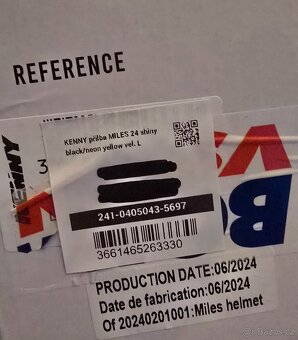 REFERENCE
KENNY
KENNY přilba MILES 24 shiny
black/neon yellow vel. L
241-0405043-5697
3661465263330
PRODUCTION DATE:06/2024
Date de fabrication:06/2024
Of 20240201001:Miles helmet